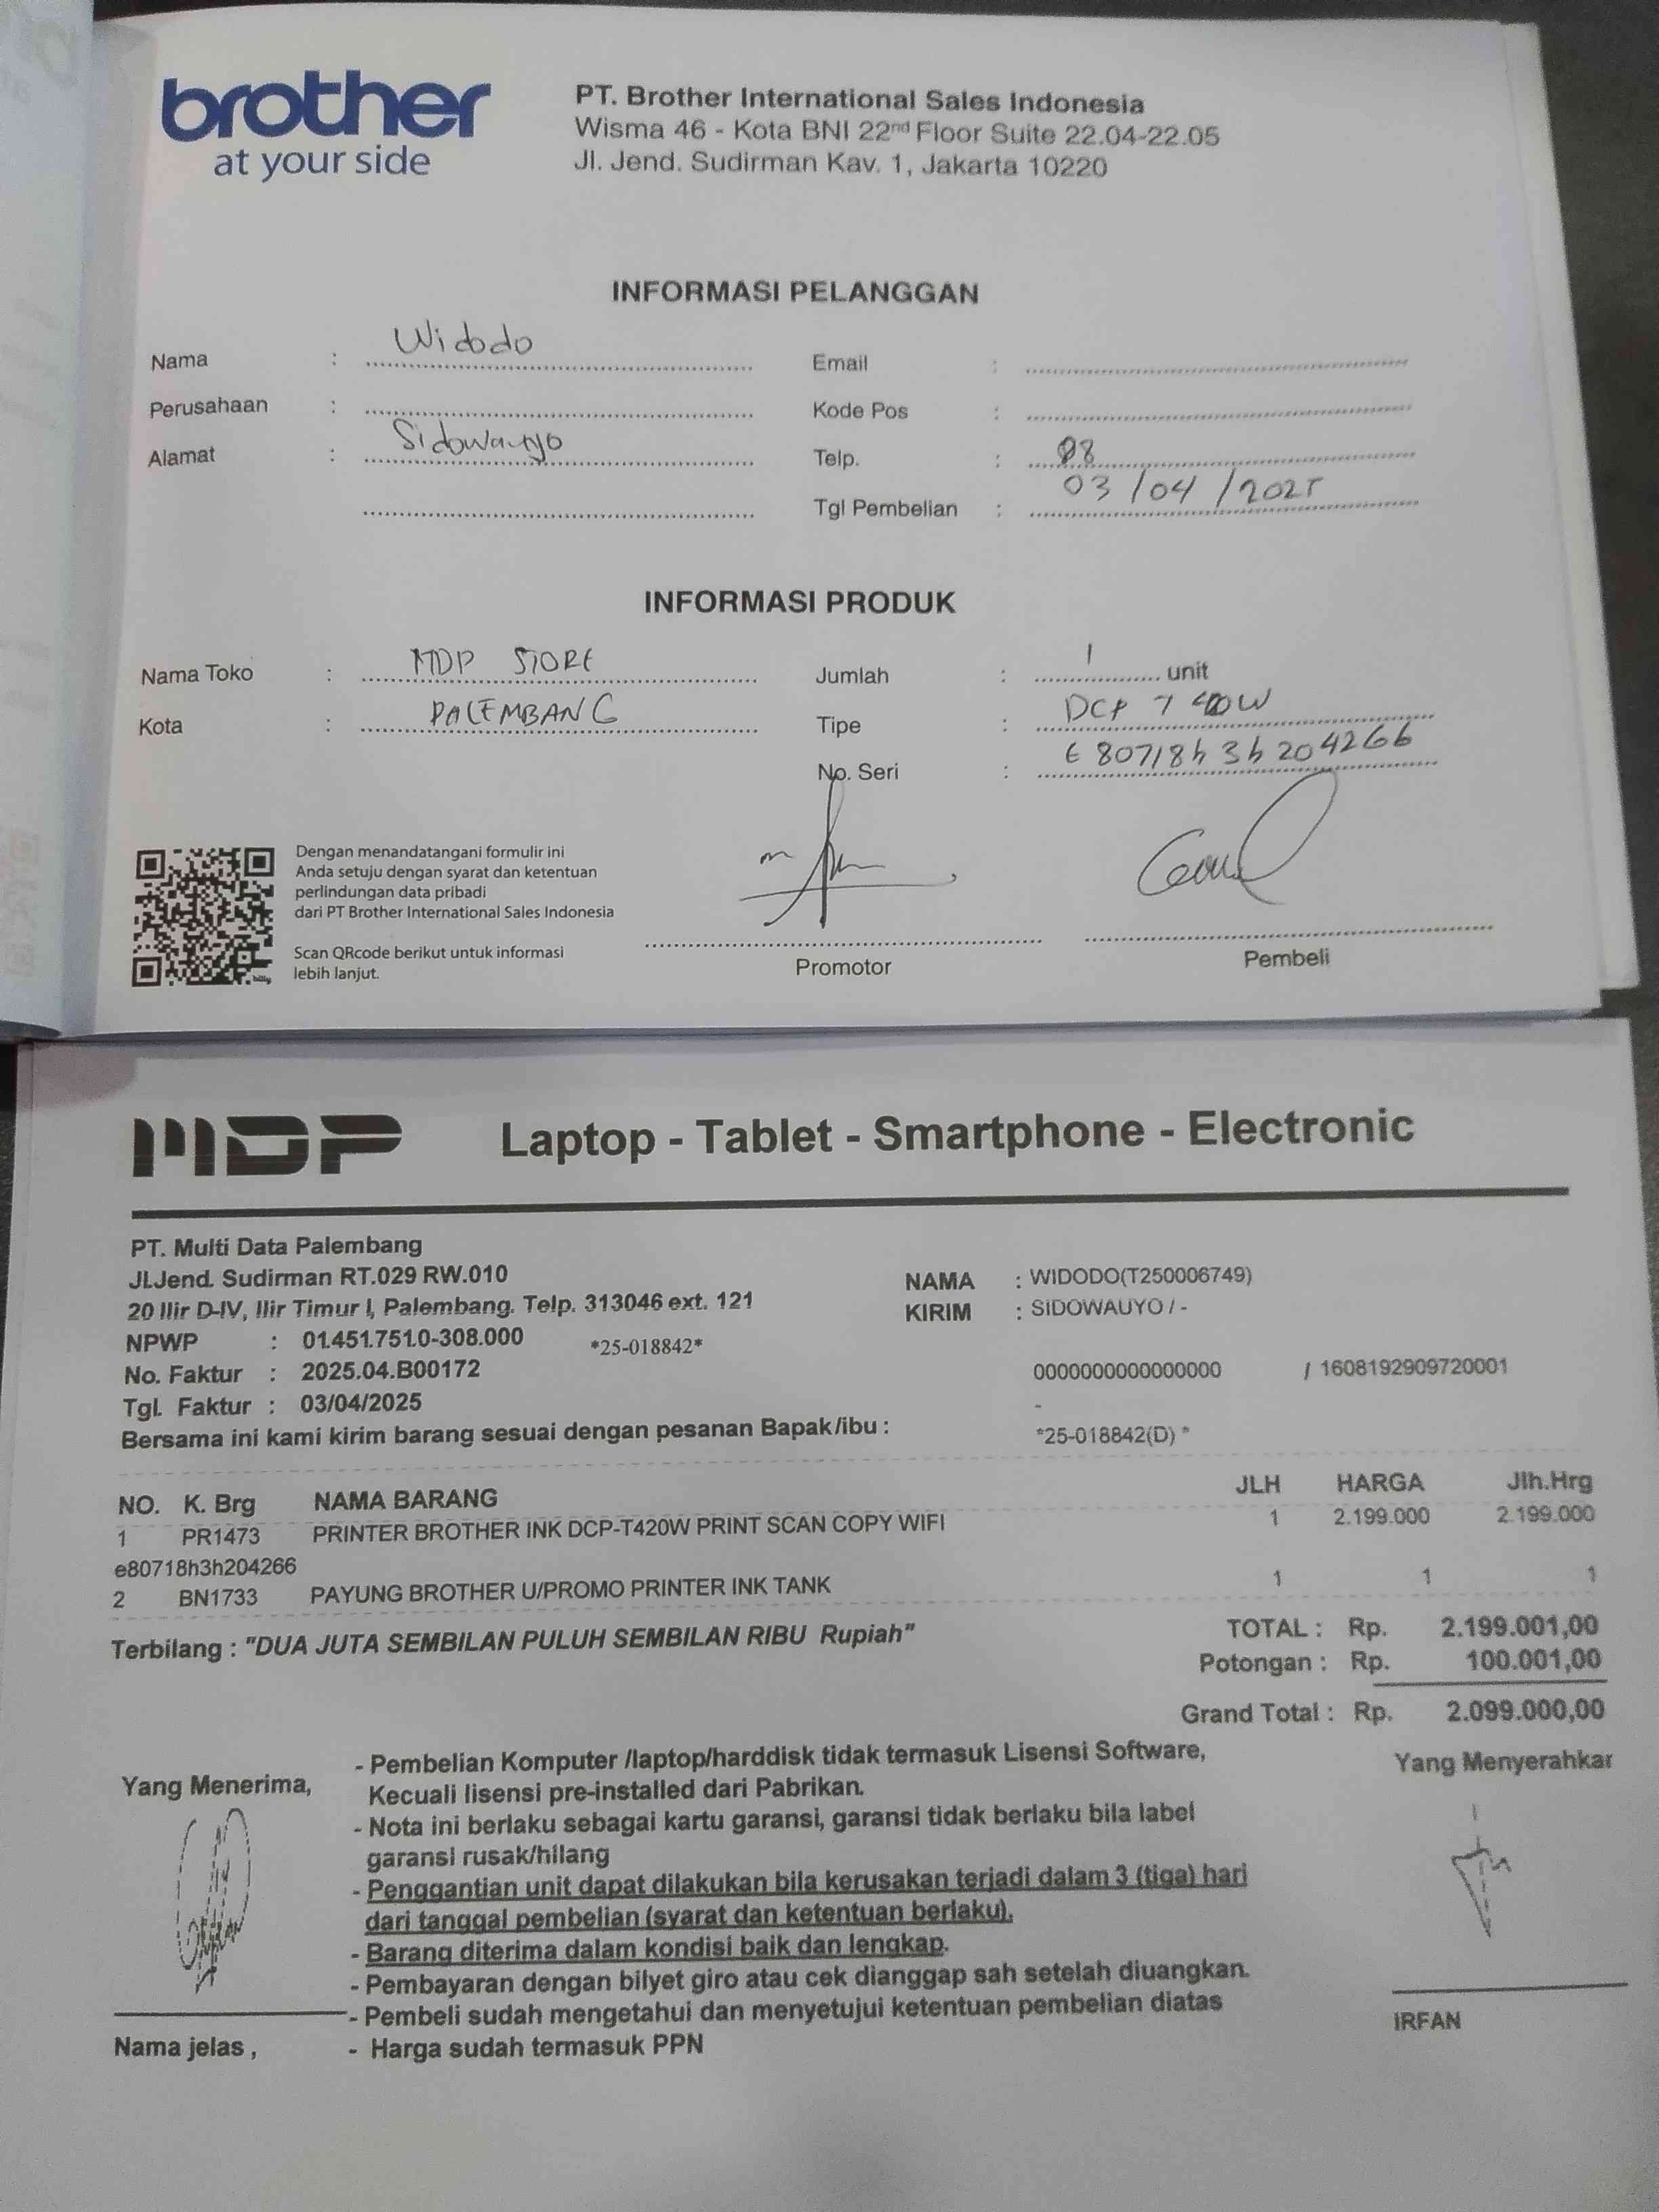 brother
at your side
PT. Brother International Sales Indonesia
Wisma 46 - Kota BNI 22nd Floor Suite 22.04-22.05
Jl. Jend. Sudirman Kav. 1, Jakarta 10220
INFORMASI PELANGGAN
Nama : Widodo
Email :
Perusahaan :
Kode Pos :
Alamat : Sidowauyo
Telp. : 08
Tgl Pembelian : 03/04/2025
INFORMASI PRODUK
Nama Toko : MDP STORE
Jumlah : 1 unit
Kota : PALEMBANG
Tipe : DCP T420W
No. Seri : E80718h3h204266
Dengan menandatangani formulir ini
Anda setuju dengan syarat dan ketentuan
perlindungan data pribadi
dari PT Brother International Sales Indonesia
Scan QRcode berikut untuk informasi
lebih lanjut.
Promotor
Pembeli
MDP Laptop - Tablet - Smartphone - Electronic
PT. Multi Data Palembang
Jl.Jend. Sudirman RT.029 RW.010
20 Ilir D-IV, Ilir Timur I, Palembang. Telp. 313046 ext. 121
NPWP : 01.451.751.0-308.000 *25-018842*
No. Faktur : 2025.04.B00172
Tgl. Faktur : 03/04/2025
Bersama ini kami kirim barang sesuai dengan pesanan Bapak/ibu :
NAMA : WIDODO(T250006749)
KIRIM : SIDOWAUYO / -
0000000000000000 / 1608192909720001
-
*25-018842(D) *
NO. K. Brg NAMA BARANG JLH HARGA Jlh.Hrg
1 PR1473 PRINTER BROTHER INK DCP-T420W PRINT SCAN COPY WIFI 1 2.199.000 2.199.000
e80718h3h204266
2 BN1733 PAYUNG BROTHER U/PROMO PRINTER INK TANK 1 1 1
Terbilang : "DUA JUTA SEMBILAN PULUH SEMBILAN RIBU Rupiah"
TOTAL : Rp. 2.199.001,00
Potongan : Rp. 100.001,00
Grand Total : Rp. 2.099.000,00
Yang Menerima,
- Pembelian Komputer /laptop/harddisk tidak termasuk Lisensi Software,
Kecuali lisensi pre-installed dari Pabrikan.
- Nota ini berlaku sebagai kartu garansi, garansi tidak berlaku bila label
garansi rusak/hilang
- Penggantian unit dapat dilakukan bila kerusakan terjadi dalam 3 (tiga) hari
dari tanggal pembelian (syarat dan ketentuan berlaku).
- Barang diterima dalam kondisi baik dan lengkap.
- Pembayaran dengan bilyet giro atau cek dianggap sah setelah diuangkan.
- Pembeli sudah mengetahui dan menyetujui ketentuan pembelian diatas
- Harga sudah termasuk PPN
Nama jelas ,
Yang Menyerahkar
IRFAN